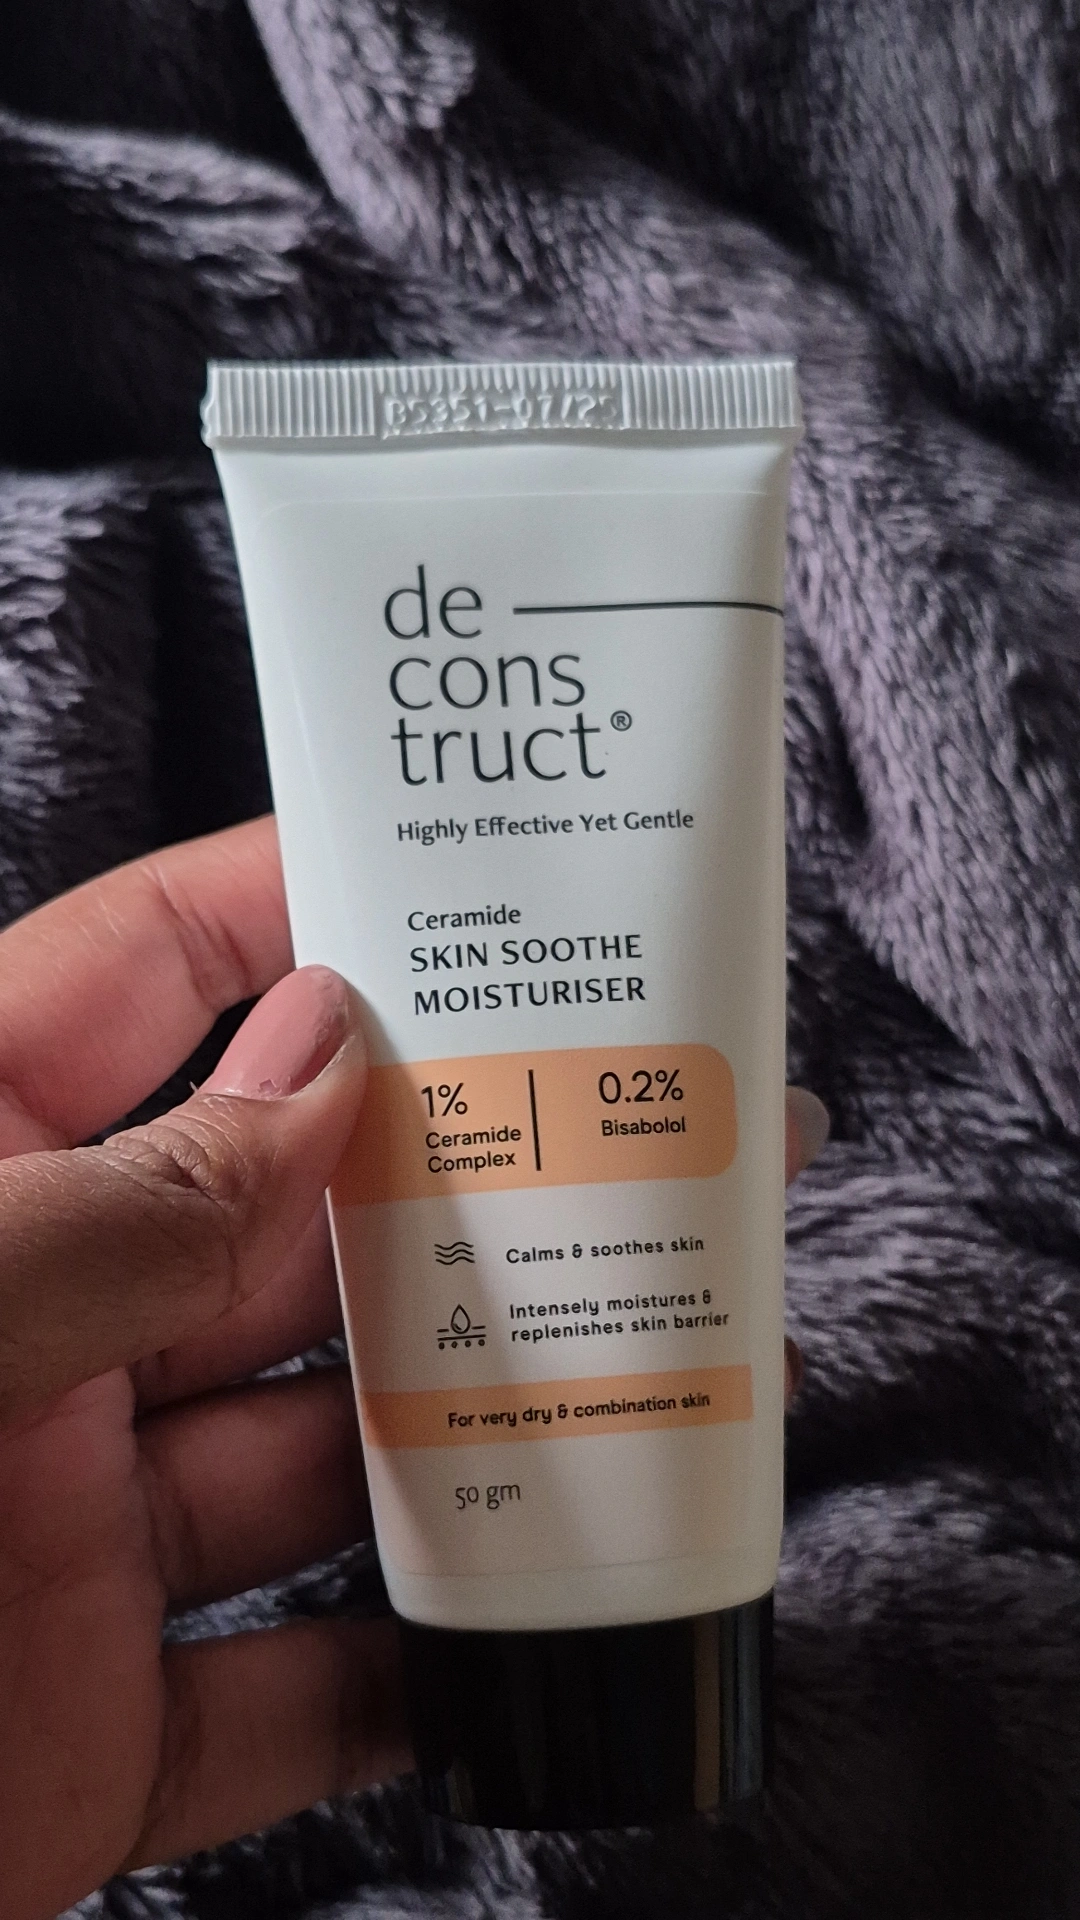 B5351-07/25
de
cons
truct®
Highly Effective Yet Gentle
Ceramide
SKIN SOOTHE
MOISTURISER
1%
Ceramide
Complex
0.2%
Bisabolol
Calms & soothes skin
Intensely moistures &
replenishes skin barrier
For very dry & combination skin
50 gm